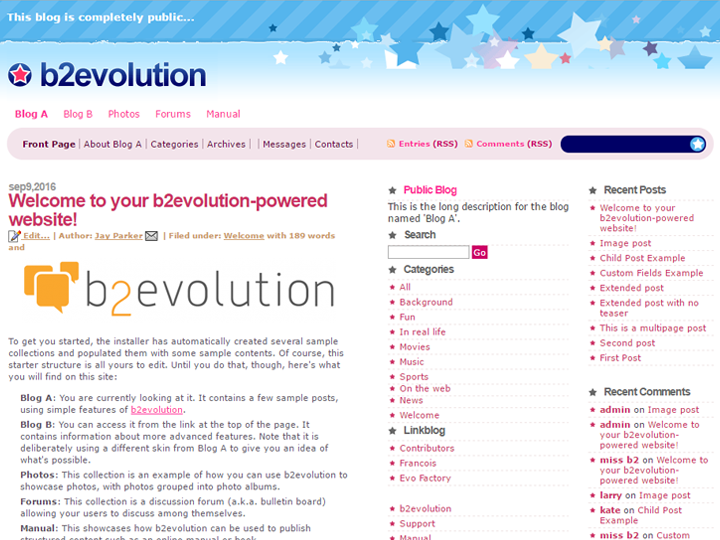 This blog is completely public...
b2evolution
Blog A Blog B Photos Forums Manual
Front Page | About Blog A | Categories | Archives | | Messages | Contacts | Entries (RSS) Comments (RSS)
sep9,2016
Welcome to your b2evolution-powered
website!
Edit... | Author: Jay Parker | Filed under: Welcome with 189 words
and
b2evolution
To get you started, the installer has automatically created several sample
collections and populated them with some sample contents. Of course, this
starter structure is all yours to edit. Until you do that, though, here's what
you will find on this site:
Blog A: You are currently looking at it. It contains a few sample posts,
using simple features of b2evolution.
Blog B: You can access it from the link at the top of the page. It
contains information about more advanced features. Note that it is
deliberately using a different skin from Blog A to give you an idea of
what's possible.
Photos: This collection is an example of how you can use b2evolution to
showcase photos, with photos grouped into photo albums.
Forums: This collection is a discussion forum (a.k.a. bulletin board)
allowing your users to discuss among themselves.
Manual: This showcases how b2evolution can be used to publish
structured content such as an online manual or book.
Public Blog
This is the long description for the blog
named 'Blog A'.
Search
Go
Categories
All
Background
Fun
In real life
Movies
Music
Sports
On the web
News
Welcome
Linkblog
Contributors
Francois
Evo Factory
b2evolution
Support
Manual
Recent Posts
Welcome to your
b2evolution-powered
website!
Image post
Child Post Example
Custom Fields Example
Extended post
Extended post with no
teaser
This is a multipage post
Second post
First Post
Recent Comments
admin on Image post
admin on Welcome to
your b2evolution-
powered website!
miss b2 on Welcome to
your b2evolution-
powered website!
larry on Image post
kate on Child Post
Example
miss b2 on Custom